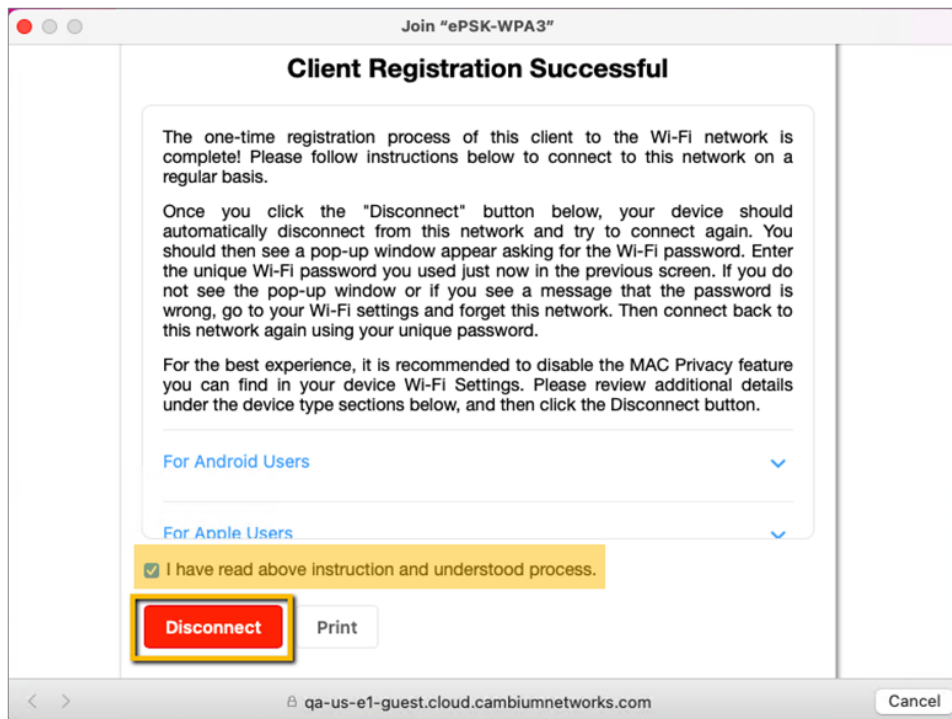 Join “ePSK-WPA3”
Client Registration Successful
The one-time registration process of this client to the Wi-Fi network is
complete! Please follow instructions below to connect to this network on a
regular basis.
Once you click the "Disconnect" button below, your device should
automatically disconnect from this network and try to connect again. You
should then see a pop-up window appear asking for the Wi-Fi password. Enter
the unique Wi-Fi password you used just now in the previous screen. If you do
not see the pop-up window or if you see a message that the password is
wrong, go to your Wi-Fi settings and forget this network. Then connect back to
this network again using your unique password.
For the best experience, it is recommended to disable the MAC Privacy feature
you can find in your device Wi-Fi Settings. Please review additional details
under the device type sections below, and then click the Disconnect button.
For Android Users
For Apple Users
I have read above instruction and understood process.
Disconnect Print
qa-us-e1-guest.cloud.cambiumnetworks.com Cancel